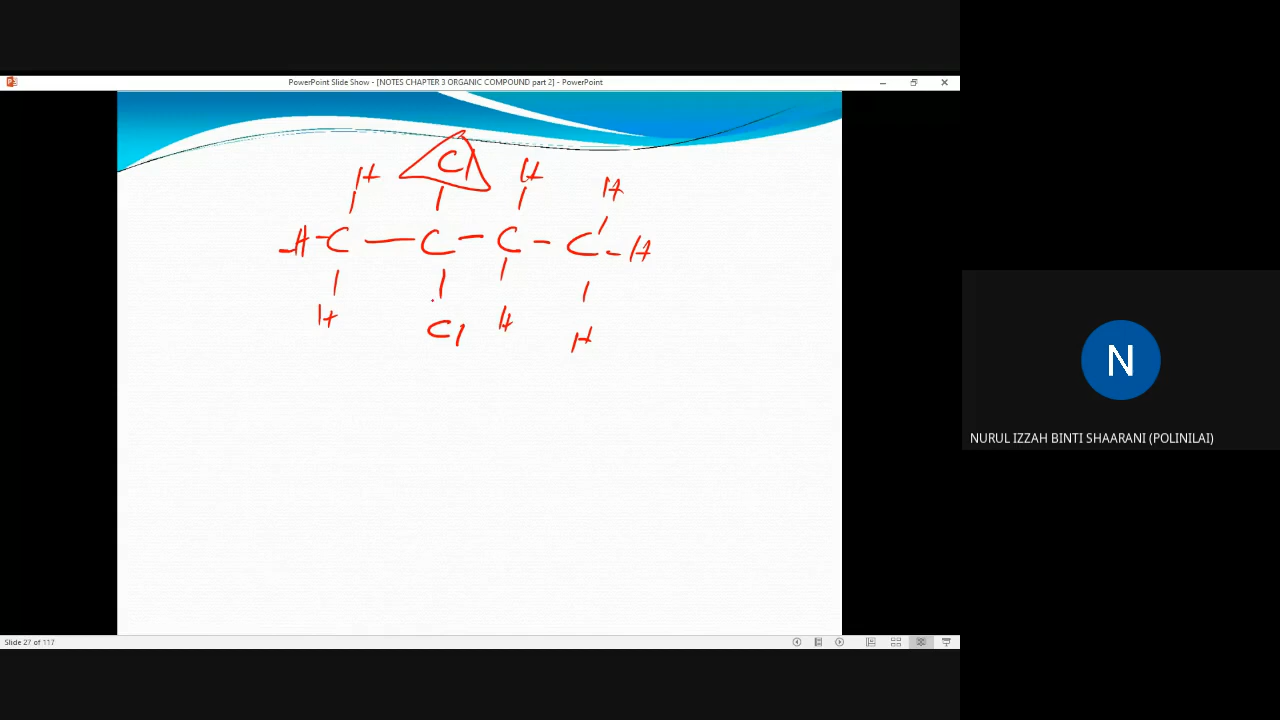 PowerPoint Slide Show - [NOTES CHAPTER 3 ORGANIC COMPOUND part 2] - PowerPoint
H Cl H H
H - C — C - C - C - H
H Cl H H
N
NURUL IZZAH BINTI SHAARANI (POLINILAI)
Slide 27 of 117